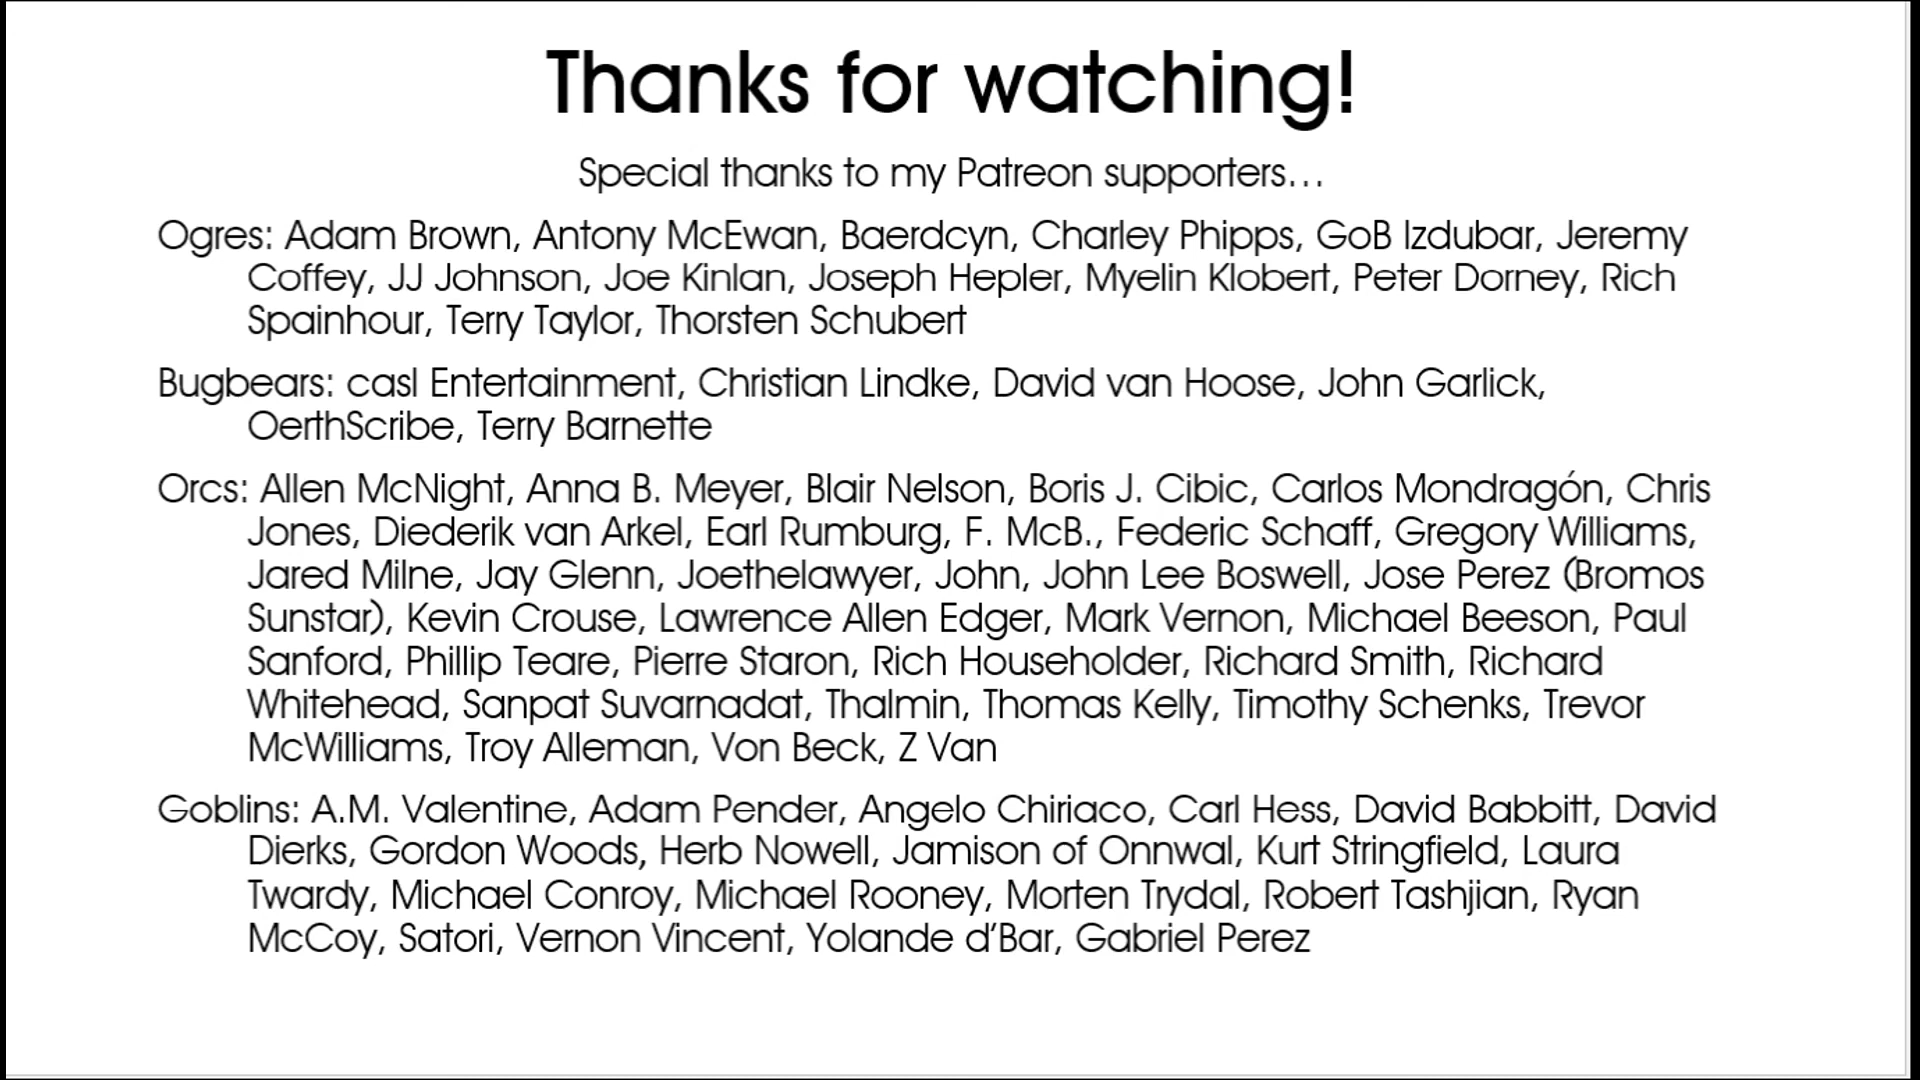 Thanks for watching!
Special thanks to my Patreon supporters…
Ogres: Adam Brown, Antony McEwan, Baerdcyn, Charley Phipps, GoB Izdubar, Jeremy
Coffey, JJ Johnson, Joe Kinlan, Joseph Hepler, Myelin Klobert, Peter Dorney, Rich
Spainhour, Terry Taylor, Thorsten Schubert
Bugbears: casl Entertainment, Christian Lindke, David van Hoose, John Garlick,
OerthScribe, Terry Barnette
Orcs: Allen McNight, Anna B. Meyer, Blair Nelson, Boris J. Cibic, Carlos Mondragón, Chris
Jones, Diederik van Arkel, Earl Rumburg, F. McB., Federic Schaff, Gregory Williams,
Jared Milne, Jay Glenn, Joethelawyer, John, John Lee Boswell, Jose Perez (Bromos
Sunstar), Kevin Crouse, Lawrence Allen Edger, Mark Vernon, Michael Beeson, Paul
Sanford, Phillip Teare, Pierre Staron, Rich Householder, Richard Smith, Richard
Whitehead, Sanpat Suvarnadat, Thalmin, Thomas Kelly, Timothy Schenks, Trevor
McWilliams, Troy Alleman, Von Beck, Z Van
Goblins: A.M. Valentine, Adam Pender, Angelo Chiriaco, Carl Hess, David Babbitt, David
Dierks, Gordon Woods, Herb Nowell, Jamison of Onnwal, Kurt Stringfield, Laura
Twardy, Michael Conroy, Michael Rooney, Morten Trydal, Robert Tashjian, Ryan
McCoy, Satori, Vernon Vincent, Yolande d’Bar, Gabriel Perez